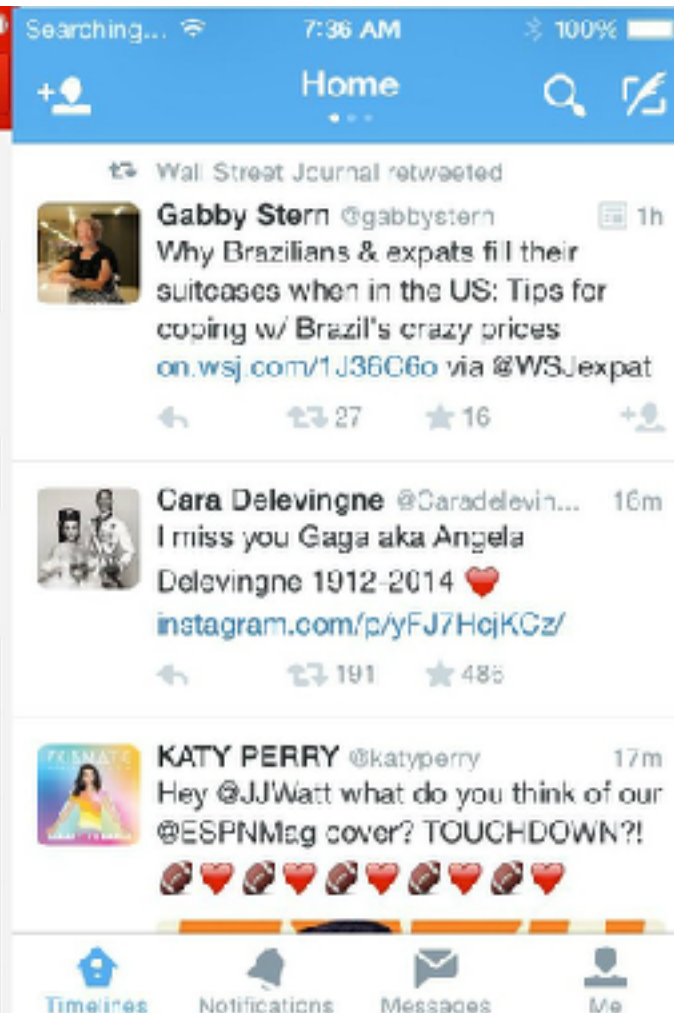 Searching... 7:36 AM 100%
Home
Wall Street Journal retweeted
Gabby Stern @gabbystern 1h
Why Brazilians & expats fill their
suitcases when in the US: Tips for
coping w/ Brazil's crazy prices
on.wsj.com/1J36C6o via @WSJexpat
27 16
Cara Delevingne @Caradelevin... 16m
I miss you Gaga aka Angela
Delevingne 1912-2014 ❤️
instagram.com/p/yFJ7HcjKCz/
191 486
KATY PERRY @katyperry 17m
Hey @JJWatt what do you think of our
@ESPNMag cover? TOUCHDOWN?!
🏈❤️🏈❤️🏈❤️🏈❤️🏈❤️
Timelines Notifications Messages Me